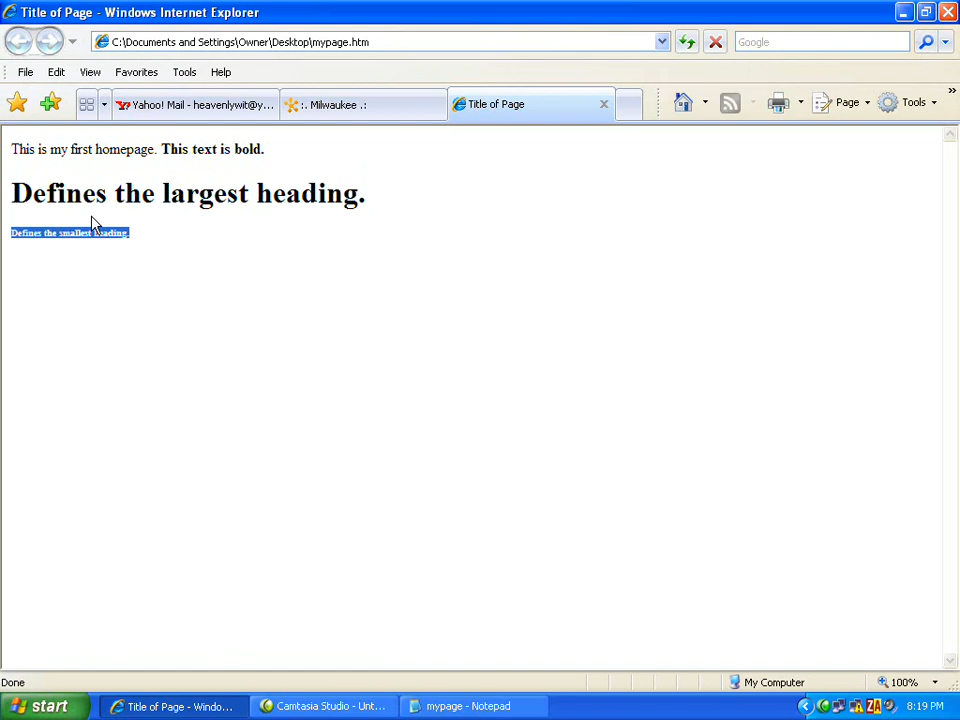 Title of Page - Windows Internet Explorer
C:\Documents and Settings\Owner\Desktop\mypage.htm
Google
File Edit View Favorites Tools Help
Yahoo! Mail - heavenlywit@y... :. Milwaukee .: Title of Page Page Tools »
This is my first homepage. This text is bold.
Defines the largest heading.
Defines the smallest heading.
Done My Computer 100%
start Title of Page - Windo... Camtasia Studio - Unt... mypage - Notepad ZA 8:19 PM